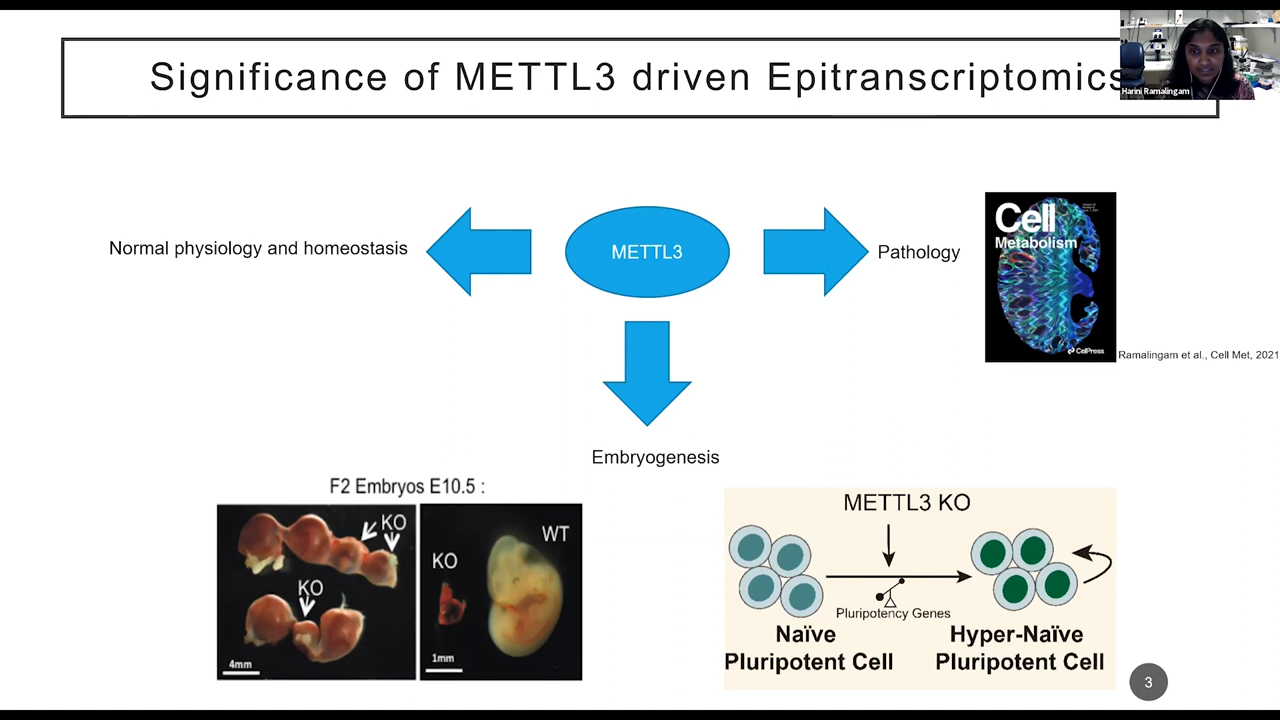 Significance of METTL3 driven Epitranscriptomics
Harini Ramalingam
Normal physiology and homeostasis
METTL3
Pathology
Cell
Metabolism
CellPress
Ramalingam et al., Cell Met, 2021
Embryogenesis
F2 Embryos E10.5 :
KO
KO
4mm
KO
WT
1mm
METTL3 KO
Pluripotency Genes
Naïve
Pluripotent Cell
Hyper-Naïve
Pluripotent Cell
3